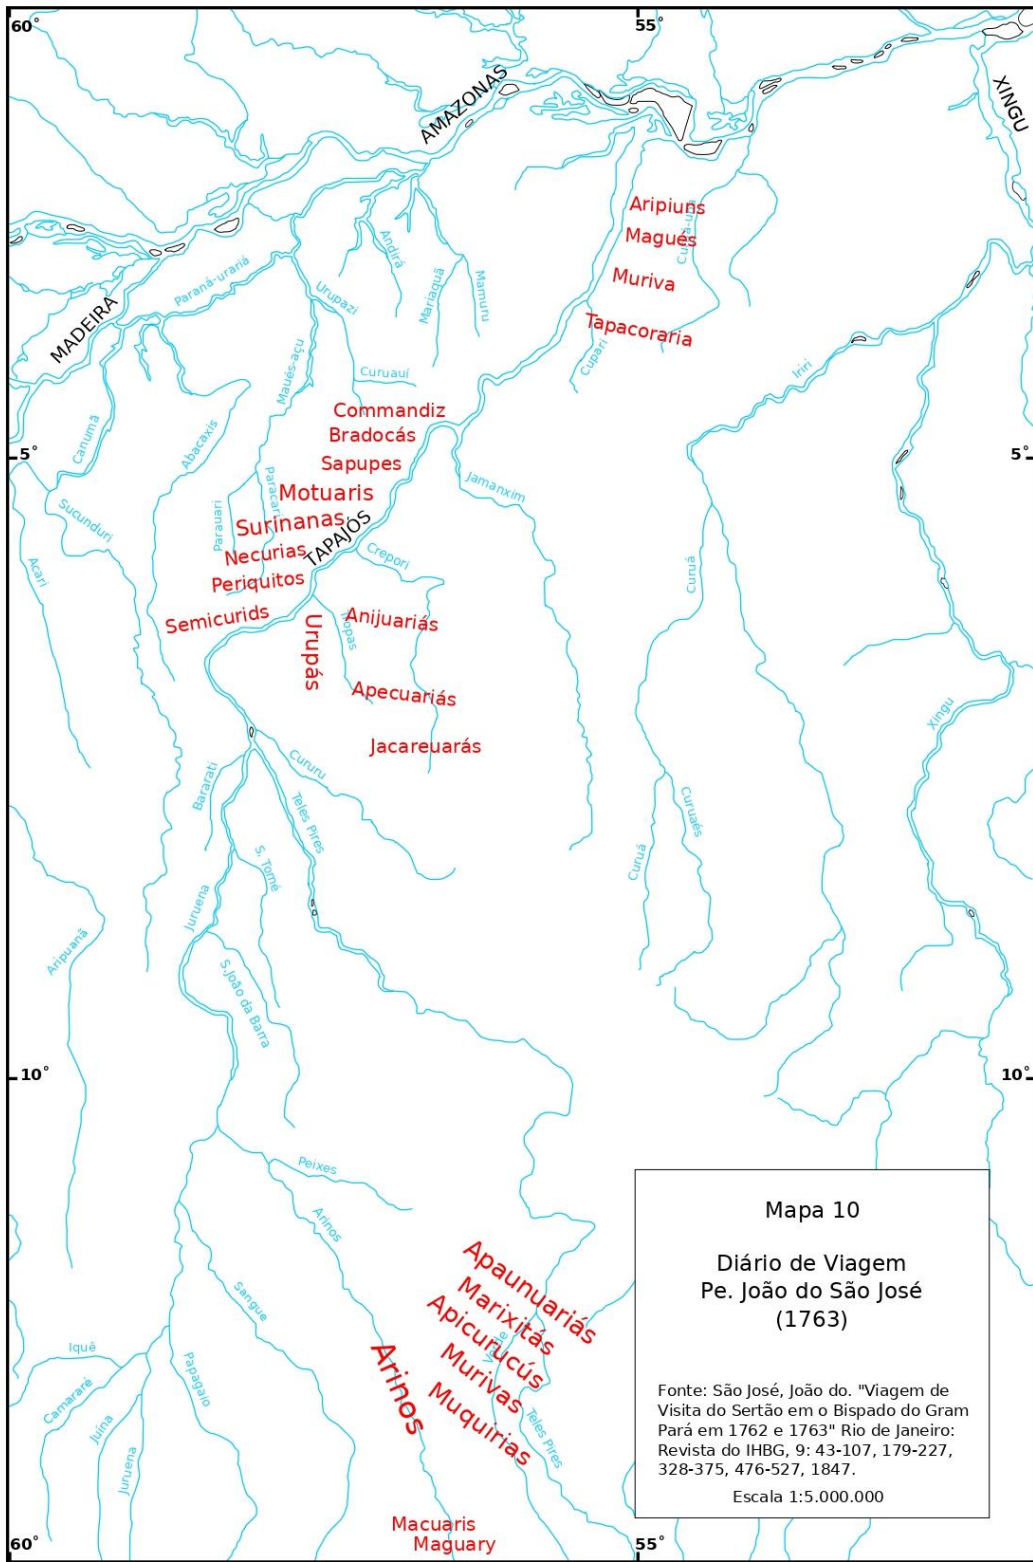 60°
55°
AMAZONAS
XINGU
Aripiuns
Magués
Curuá-una
Muriva
Tapacoraria
Andirá
Mariaquã
Mamuru
Paraná-urariá
Urupazi
MADEIRA
Maués-açu
Cupari
Iriri
Curuauí
Canumã
Abacaxis
Commandiz
Bradocás
Sapupes
5°
5°
Jamanxim
Motuaris
Paracari
Parauari
Sucunduri
Surinanas
TAPAJÓS
Necurias
Crepori
Periquitos
Acari
Curuá
Semicurids
Anijuariás
Urupás
Apecuariás
Jacareuarás
Xingu
Cururu
Bararati
Teles Pires
Curuaés
Curuá
S. Tomé
Juruena
Aripuanã
S.João da Barra
10°
10°
Peixes
Arinos
Sangue
Apaunuariás
Marixitás
Apicurucús
Murivas
Muquirias
Verde
Teles Pires
Arinos
Iquê
Camararé
Papagaio
Juína
Juruena
Macuaris
Maguary
Mapa 10
Diário de Viagem
Pe. João do São José
(1763)
Fonte: São José, João do. "Viagem de
Visita do Sertão em o Bispado do Gram
Pará em 1762 e 1763" Rio de Janeiro:
Revista do IHBG, 9: 43-107, 179-227,
328-375, 476-527, 1847.
Escala 1:5.000.000
60°
55°